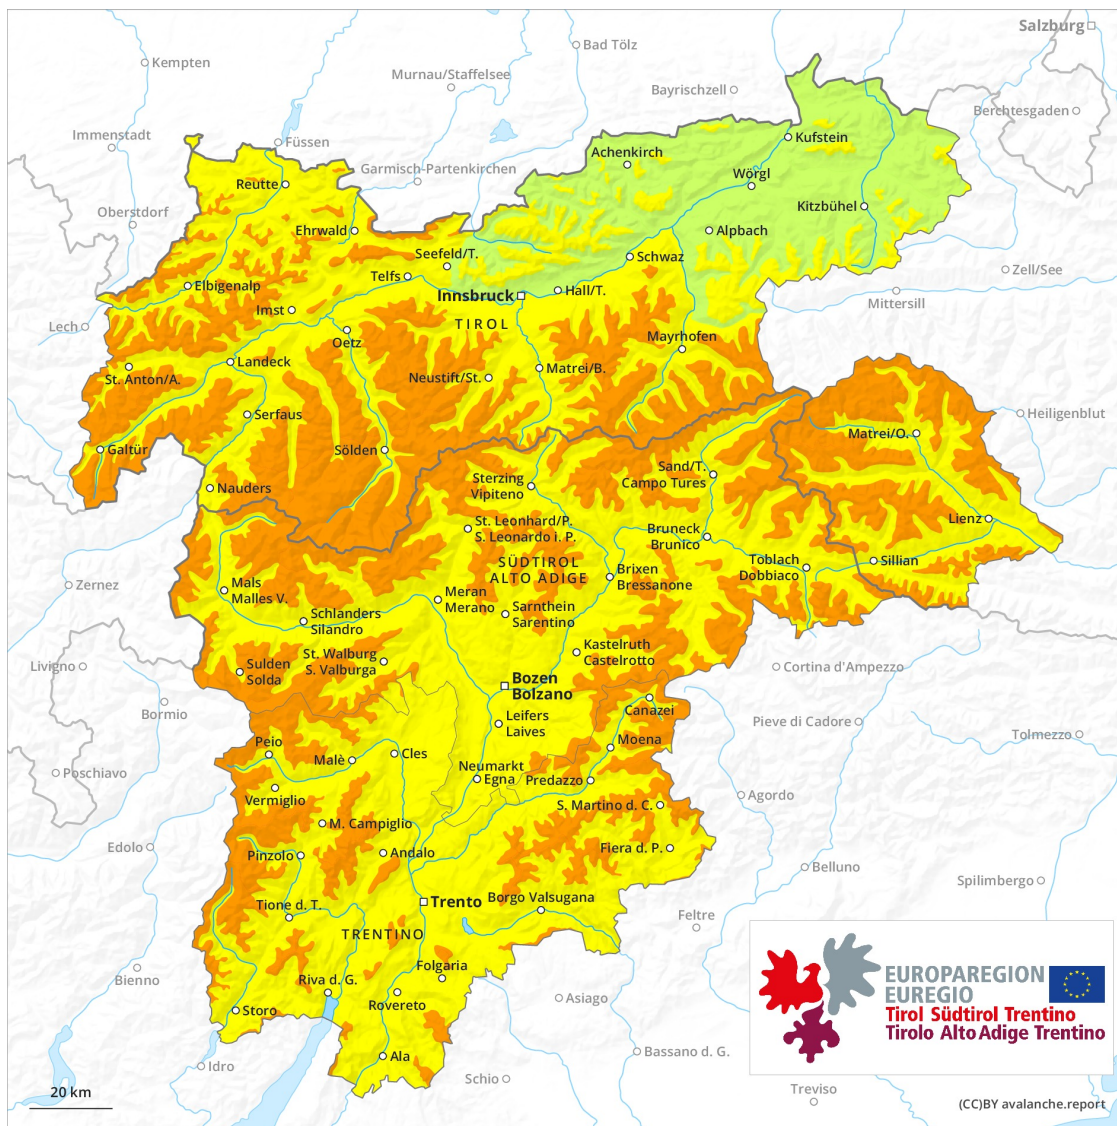 Salzburg
Bad Tölz
Kempten
Murnau/Staffelsee
Bayrischzell
Berchtesgaden
Immenstadt
Füssen
Kufstein
Achenkirch
Garmisch-Partenkirchen
Wörgl
Reutte
Kitzbühel
Oberstdorf
Ehrwald
Alpbach
Seefeld/T.
Schwaz
Zell/See
Telfs
Elbigenalp
Hall/T.
Innsbruck
Mittersill
Imst
TIROL
Lech
Oetz
Mayrhofen
Landeck
Matrei/B.
St. Anton/A.
Neustift/St.
Serfaus
Heiligenblut
Matrei/O.
Galtür
Sölden
Sand/T.
Campo Tures
Sterzing
Vipiteno
Nauders
Lienz
St. Leonhard/P.
S. Leonardo i. P.
Bruneck
Brunico
SÜDTIROL
ALTO ADIGE
Toblach
Dobbiaco
Sillian
Brixen
Bressanone
Zernez
Mals
Malles V.
Meran
Merano
Schlanders
Silandro
Sarnthein
Sarentino
Kastelruth
Castelrotto
St. Walburg
S. Valburga
Livigno
Sulden
Solda
Cortina d'Ampezzo
Bozen
Bolzano
Bormio
Canazei
Leifers
Laives
Pieve di Cadore
Tolmezzo
Peio
Moena
Cles
Malè
Poschiavo
Neumarkt
Egna
Predazzo
Vermiglio
Agordo
S. Martino d. C.
M. Campiglio
Edolo
Pinzolo
Andalo
Fiera d. P.
Belluno
Spilimbergo
Trento
Borgo Valsugana
Tione d. T.
Feltre
TRENTINO
Folgaria
Bienno
Riva d. G.
Rovereto
Asiago
Storo
EUROPAREGION
EUREGIO
Tirol Südtirol Trentino
Tirolo Alto Adige Trentino
Ala
Bassano d. G.
Idro
Schio
Treviso
20 km
(CC)BY avalanche.report